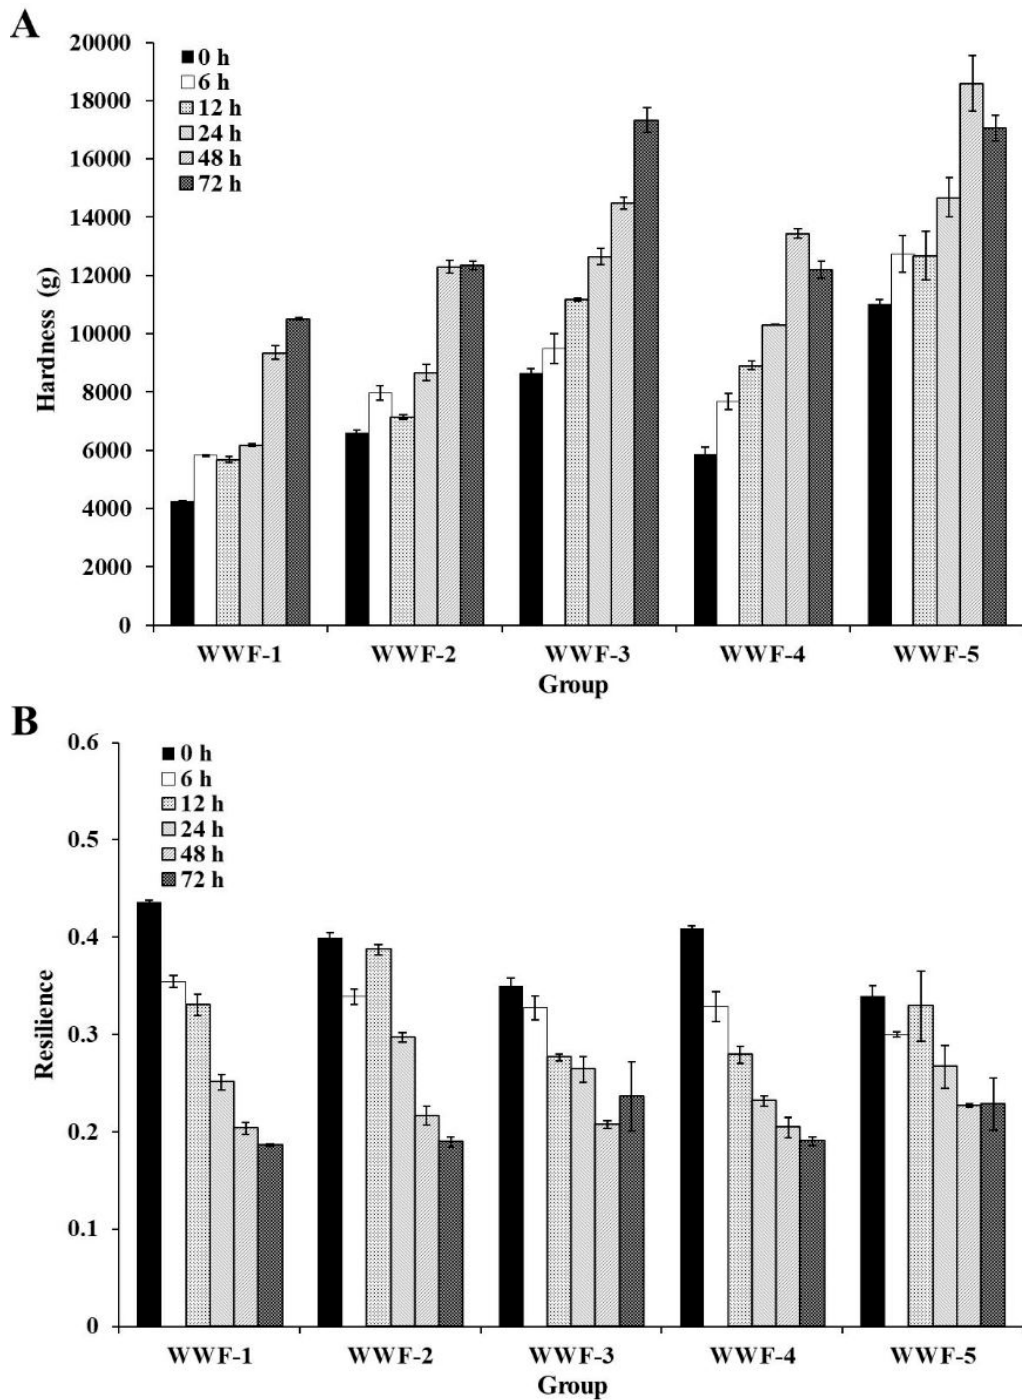 A
20000
18000
16000
14000
12000
10000
8000
6000
4000
2000
0
Hardness (g)
0 h
6 h
12 h
24 h
48 h
72 h
WWF-1 WWF-2 WWF-3 WWF-4 WWF-5
Group
B
0.6
0.5
0.4
0.3
0.2
0.1
0
Resilience
0 h
6 h
12 h
24 h
48 h
72 h
WWF-1 WWF-2 WWF-3 WWF-4 WWF-5
Group